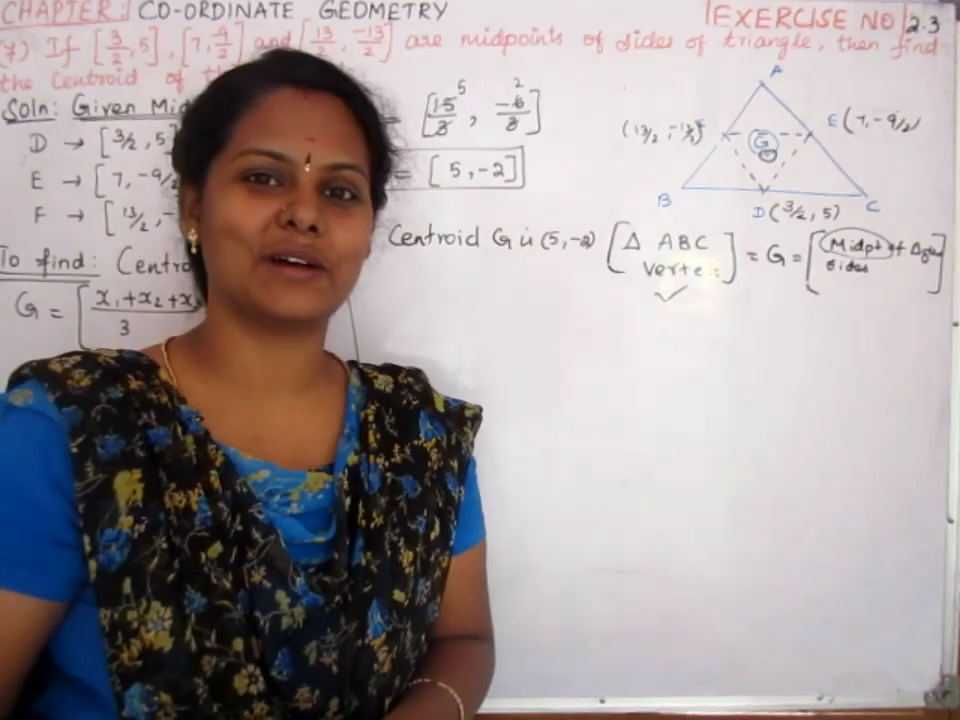 CHAPTER: CO-ORDINATE GEOMETRY
EXERCISE NO 2.3
(7) If [3/2, 5], [7, -9/2] and [13/2, -13/2] are midpoints of sides of triangle, then find
the Centroid of
Soln: Given Mid
D → [3/2, 5]
E → [7, -9/2
F → [13/2, -
To find: Centro
G = [x₁+x₂+x
3
= [15/3, -6/3]
5 2
= [5, -2]
Centroid G is (5,-2) [Δ ABC verte ] = G = [Midpt of Δ sides]
✓
A
(13/2, -13/2) F
E (7, -9/2)
G
B
D (3/2, 5)
C